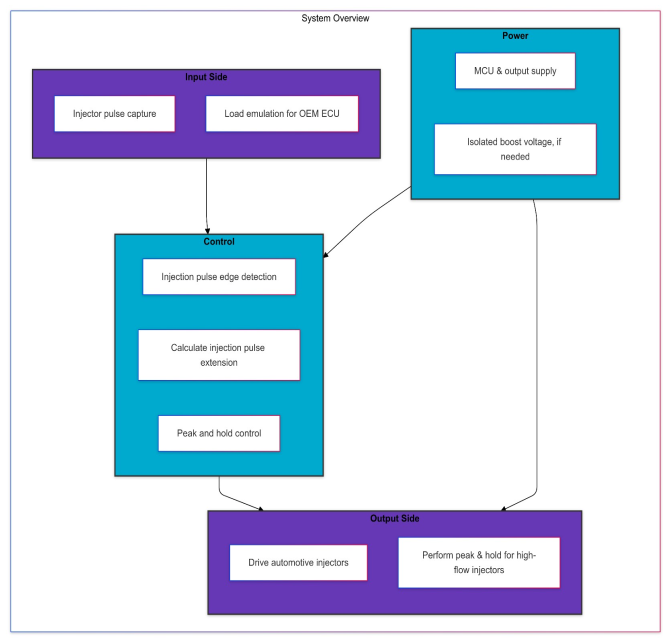 System Overview
Power
MCU & output supply
Isolated boost voltage, if
needed
Input Side
Injector pulse capture
Load emulation for OEM ECU
Control
Injection pulse edge detection
Calculate injection pulse
extension
Peak and hold control
Output Side
Drive automotive injectors
Perform peak & hold for high-
flow injectors